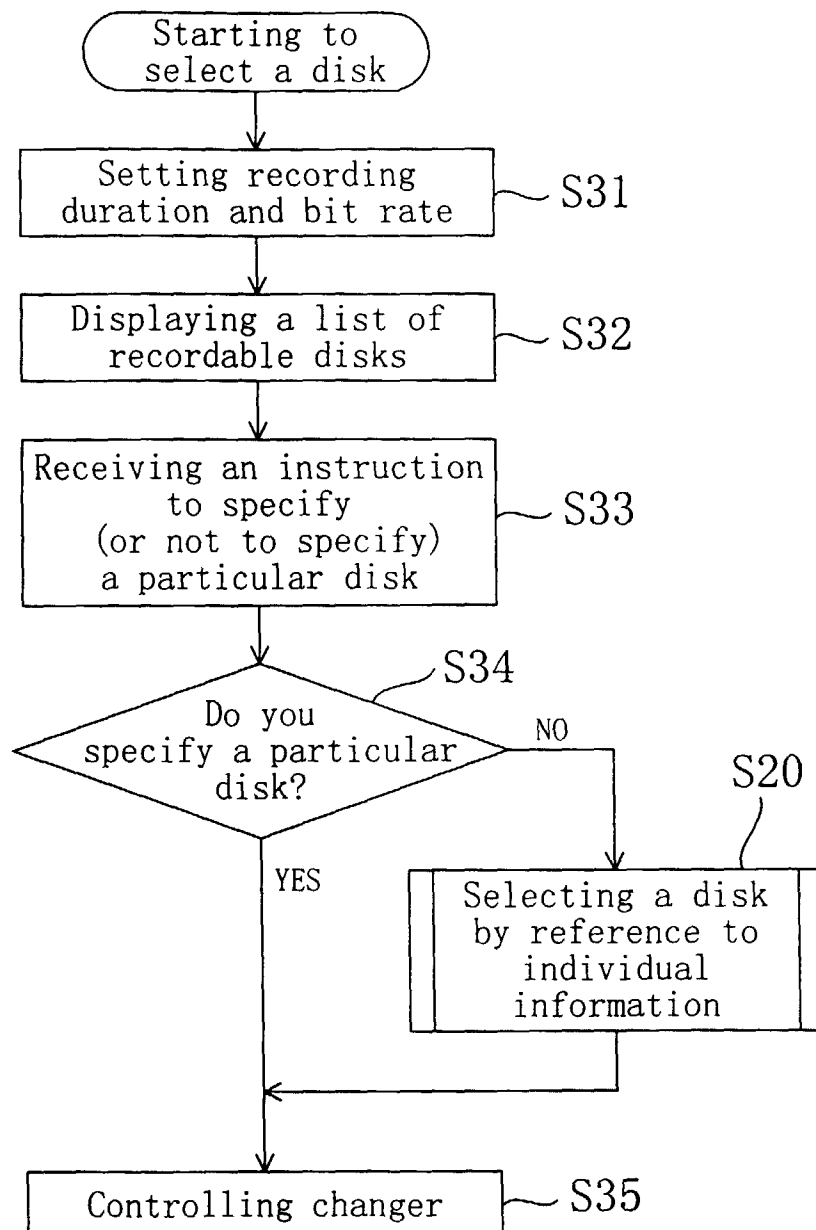 Starting to
select a disk
Setting recording
duration and bit rate
S31
Displaying a list of
recordable disks
S32
Receiving an instruction
to specify
(or not to specify)
a particular disk
S33
S34
Do you
specify a particular
disk?
NO
S20
YES
Selecting a disk
by reference to
individual
information
Controlling changer
S35